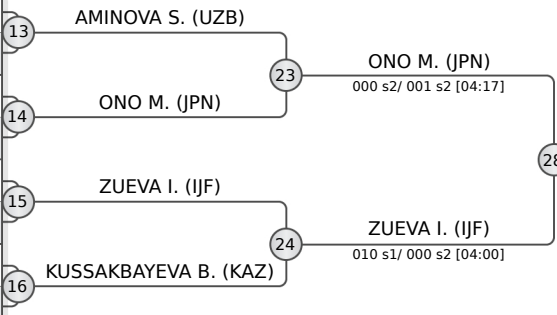 13
AMINOVA S. (UZB)
23
ONO M. (JPN)
000 s2/ 001 s2 [04:17]
14
ONO M. (JPN)
28
15
ZUEVA I. (IJF)
24
ZUEVA I. (IJF)
010 s1/ 000 s2 [04:00]
16
KUSSAKBAYEVA B. (KAZ)